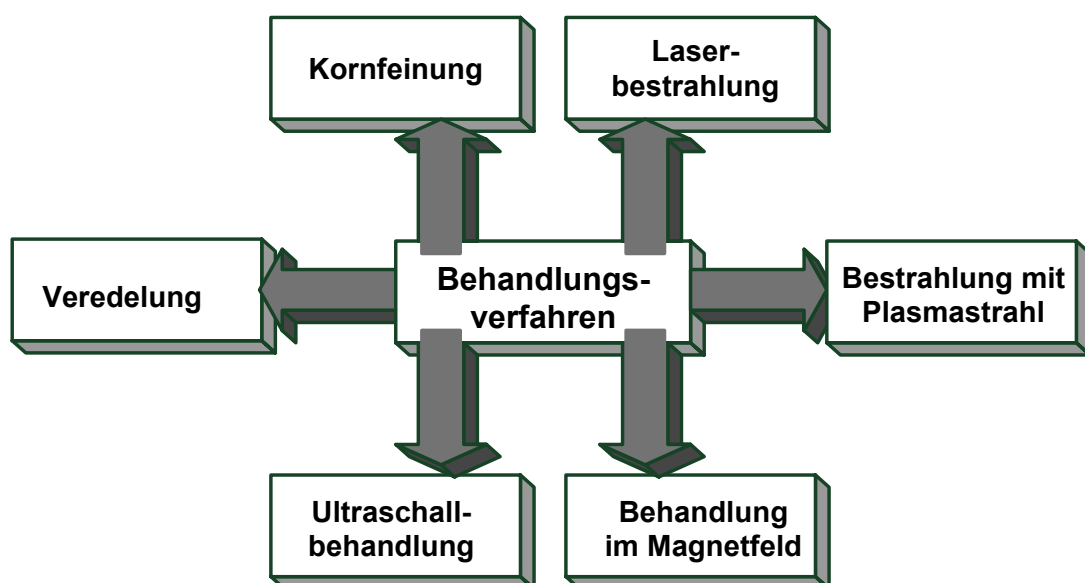 Kornfeinung
Laser-
bestrahlung
Veredelung
Behandlungs-
verfahren
Bestrahlung mit
Plasmastrahl
Ultraschall-
behandlung
Behandlung
im Magnetfeld